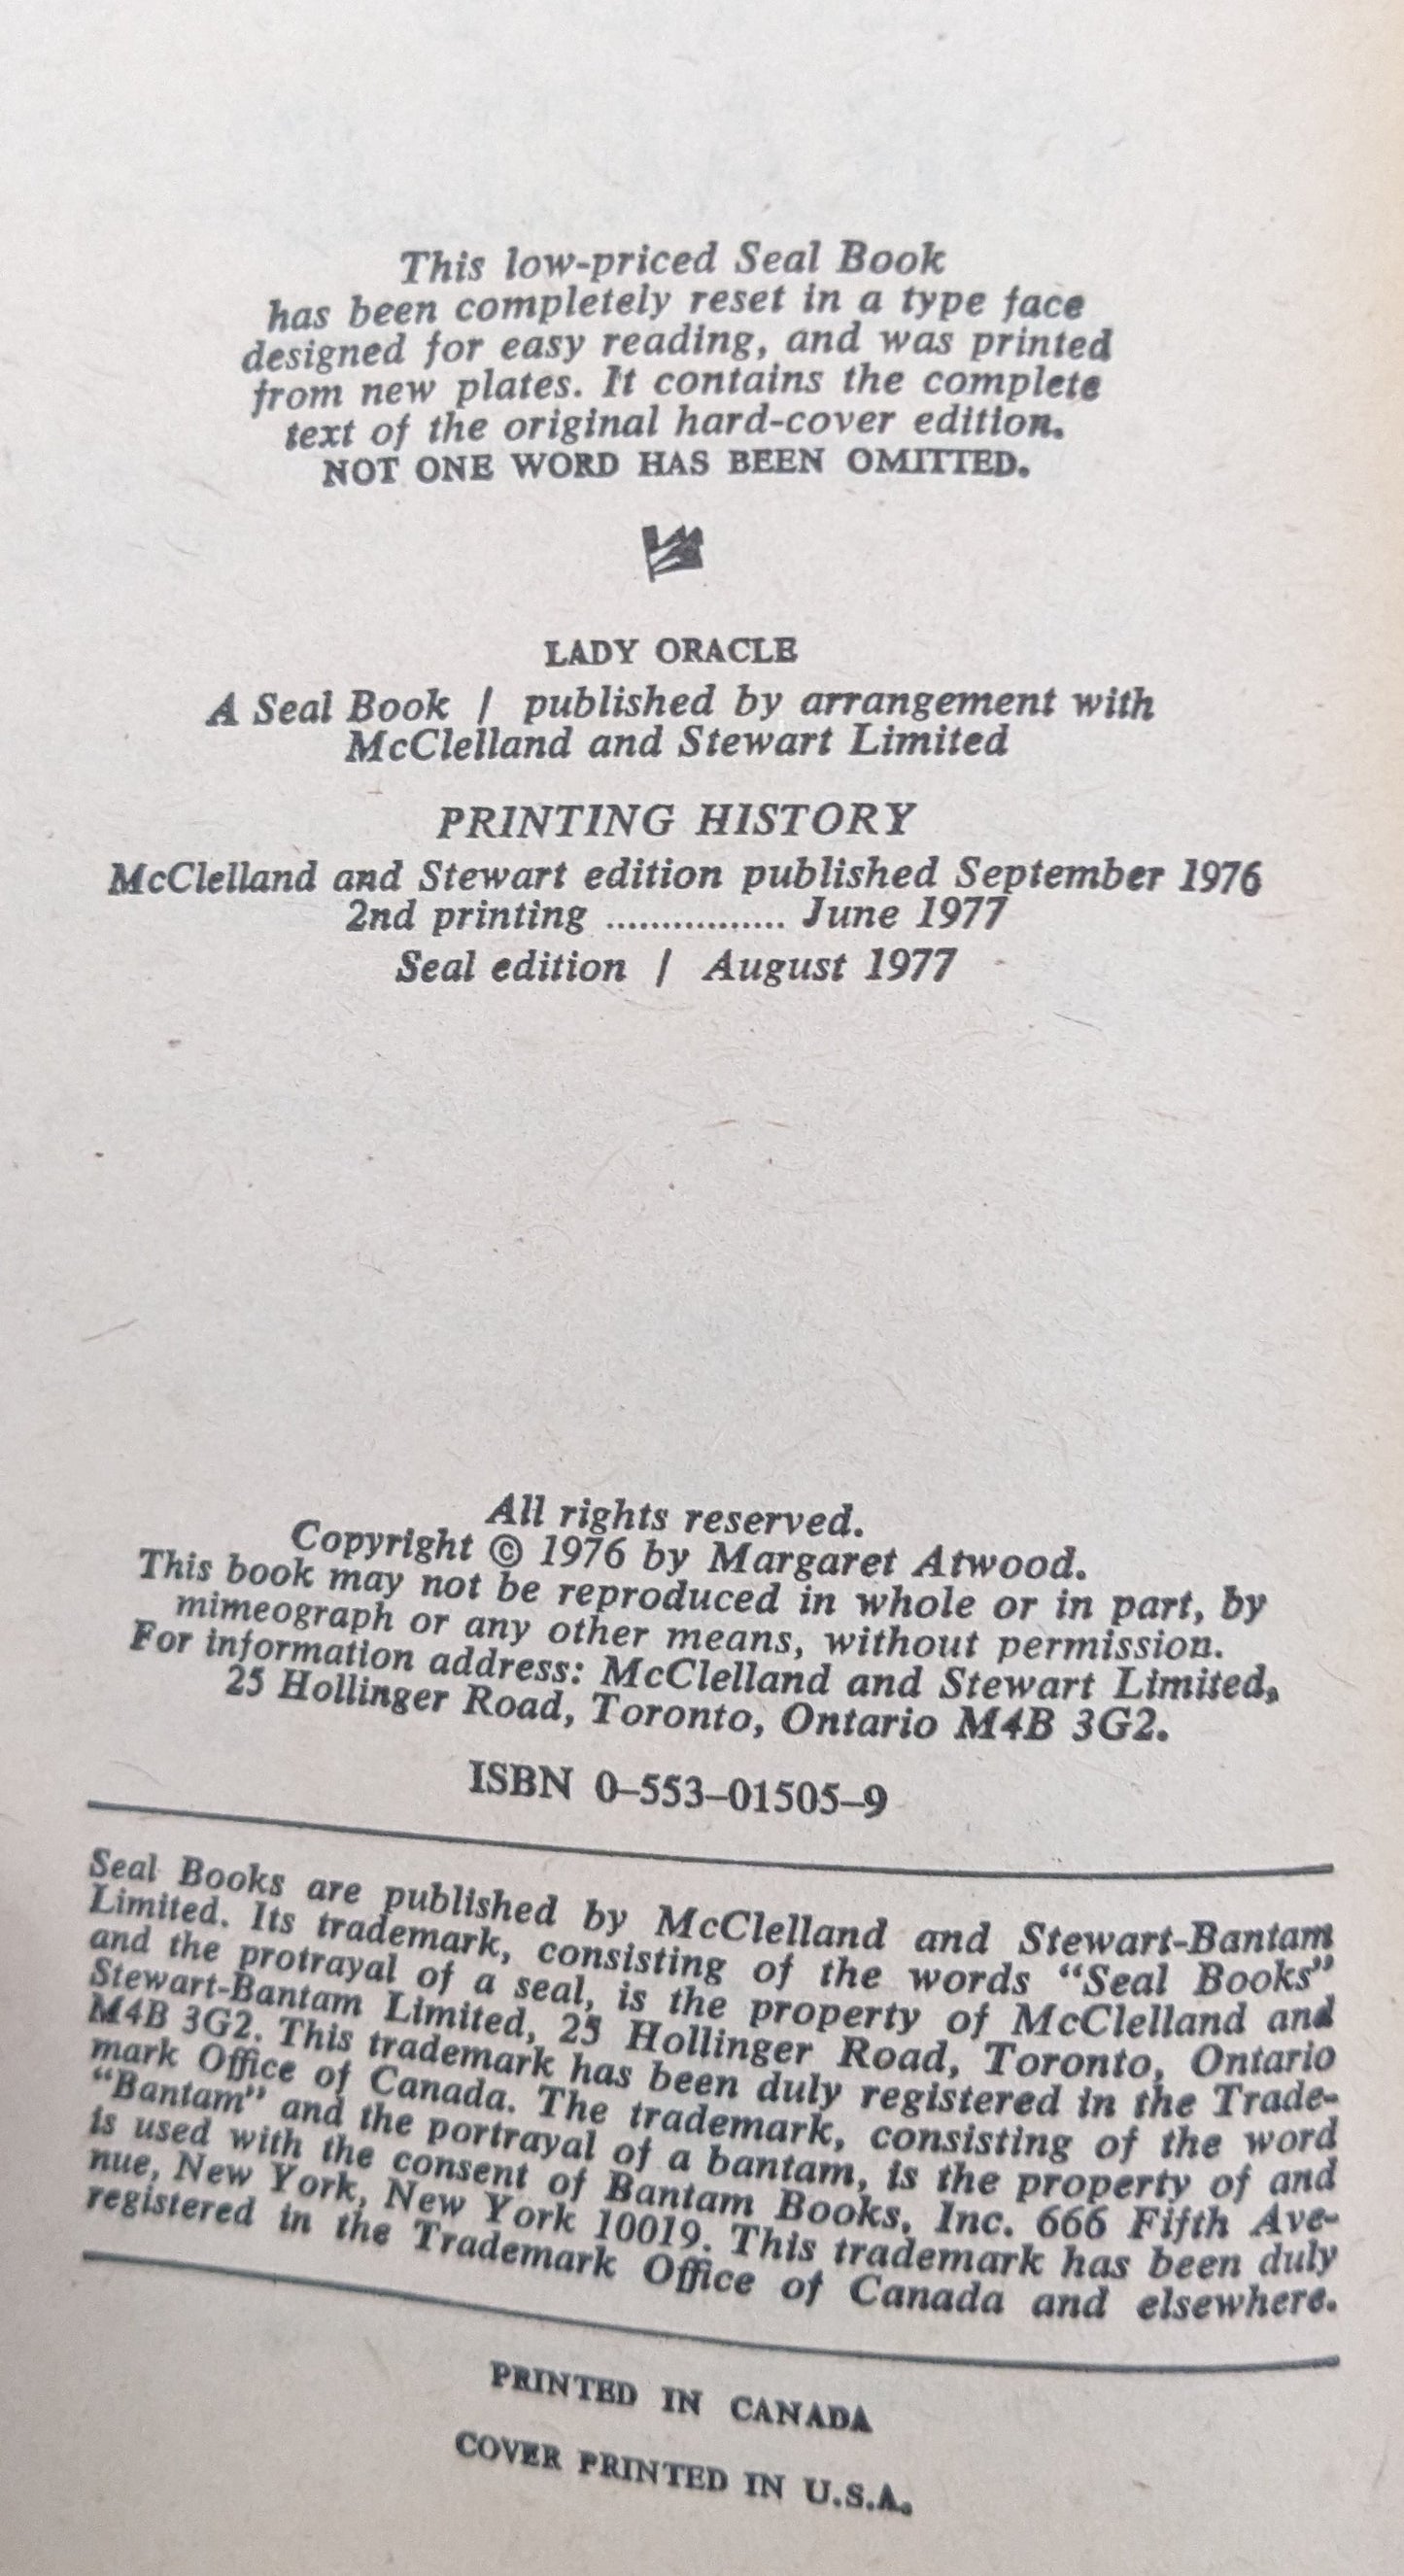 This low-priced Seal Book
has been completely reset in a type face
designed for easy reading, and was printed
from new plates. It contains the complete
text of the original hard-cover edition.
NOT ONE WORD HAS BEEN OMITTED.
LADY ORACLE
A Seal Book / published by arrangement with
McClelland and Stewart Limited
PRINTING HISTORY
McClelland and Stewart edition published September 1976
2nd printing ................. June 1977
Seal edition / August 1977
All rights reserved.
Copyright © 1976 by Margaret Atwood.
This book may not be reproduced in whole or in part, by
mimeograph or any other means, without permission.
For information address: McClelland and Stewart Limited,
25 Hollinger Road, Toronto, Ontario M4B 3G2.
ISBN 0–553–01505–9
Seal Books are published by McClelland and Stewart-Bantam
Limited. Its trademark, consisting of the words “Seal Books”
and the protrayal of a seal, is the property of McClelland and
Stewart-Bantam Limited, 25 Hollinger Road, Toronto, Ontario
M4B 3G2. This trademark has been duly registered in the Trade-
mark Office of Canada. The trademark, consisting of the word
“Bantam” and the portrayal of a bantam, is the property of and
is used with the consent of Bantam Books, Inc. 666 Fifth Ave-
nue, New York, New York 10019. This trademark has been duly
registered in the Trademark Office of Canada and elsewhere.
PRINTED IN CANADA
COVER PRINTED IN U.S.A.